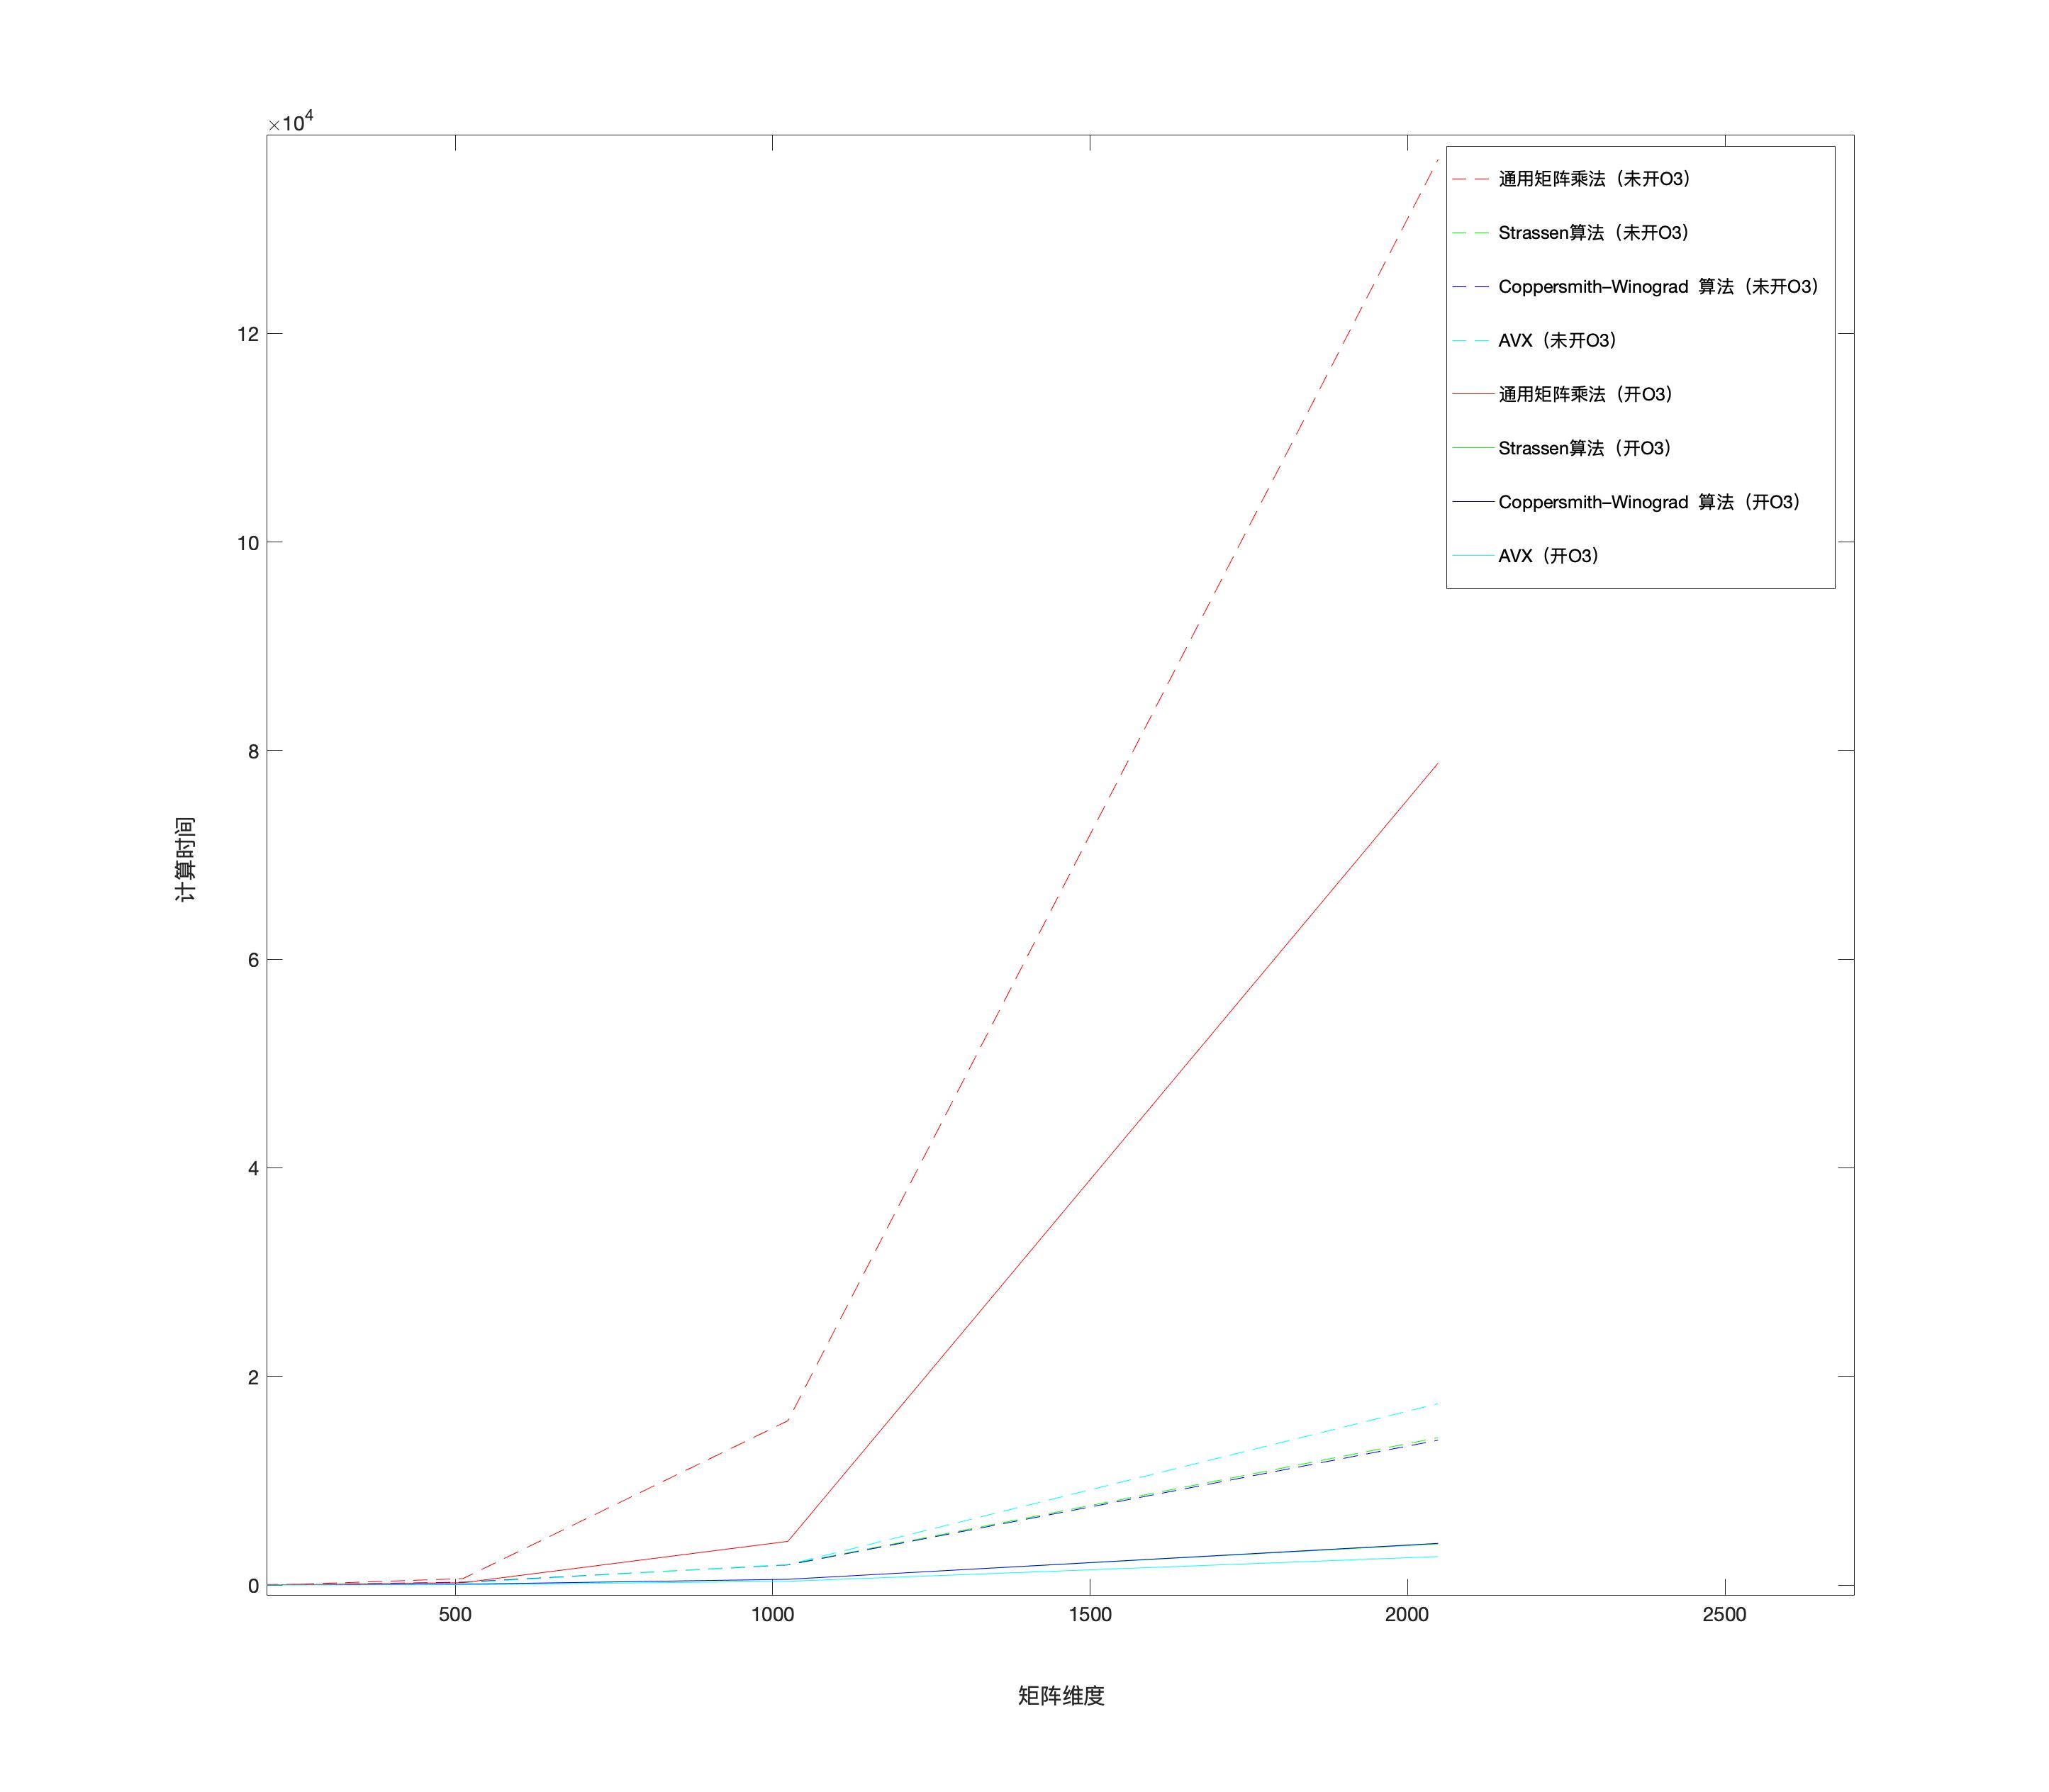 ×10⁴
通用矩阵乘法（未开O3）
Strassen算法（未开O3）
Coppersmith–Winograd 算法（未开O3）
AVX（未开O3）
通用矩阵乘法（开O3）
Strassen算法（开O3）
Coppersmith–Winograd 算法（开O3）
AVX（开O3）
12
10
8
6
4
2
0
计算时间
500 1000 1500 2000 2500
矩阵维度